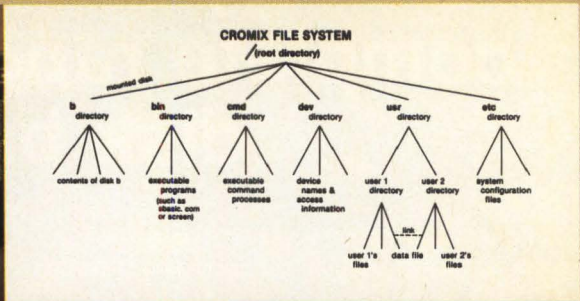 CROMIX FILE SYSTEM
/(root directory)
mounted disk
b
directory
bin
directory
cmd
directory
dev
directory
usr
directory
etc
directory
contents of disk b
executable
programs
(such as
sbasic. com
or screen)
executable
command
processes
device
names &
access
information
user 1
directory
user 2
directory
system
configuration
files
link
user 1's
files
data file
user 2's
files